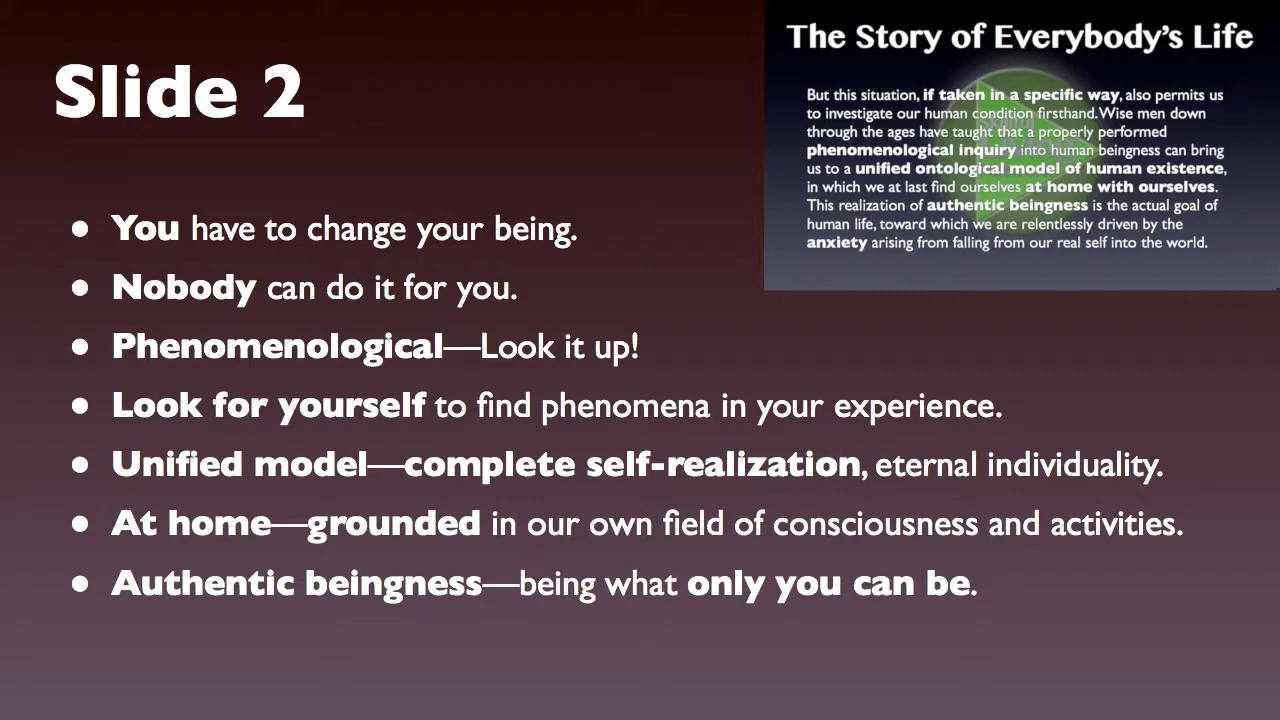 Slide 2
• You have to change your being.
• Nobody can do it for you.
• Phenomenological—Look it up!
• Look for yourself to find phenomena in your experience.
• Unified model—complete self-realization, eternal individuality.
• At home—grounded in our own field of consciousness and activities.
• Authentic beingness—being what only you can be.
The Story of Everybody's Life
But this situation, if taken in a specific way, also permits us
to investigate our human condition firsthand. Wise men down
through the ages have taught that a properly performed
phenomenological inquiry into human beingness can bring
us to a unified ontological model of human existence,
in which we at last find ourselves at home with ourselves.
This realization of authentic beingness is the actual goal of
human life, toward which we are relentlessly driven by the
anxiety arising from falling from our real self into the world.